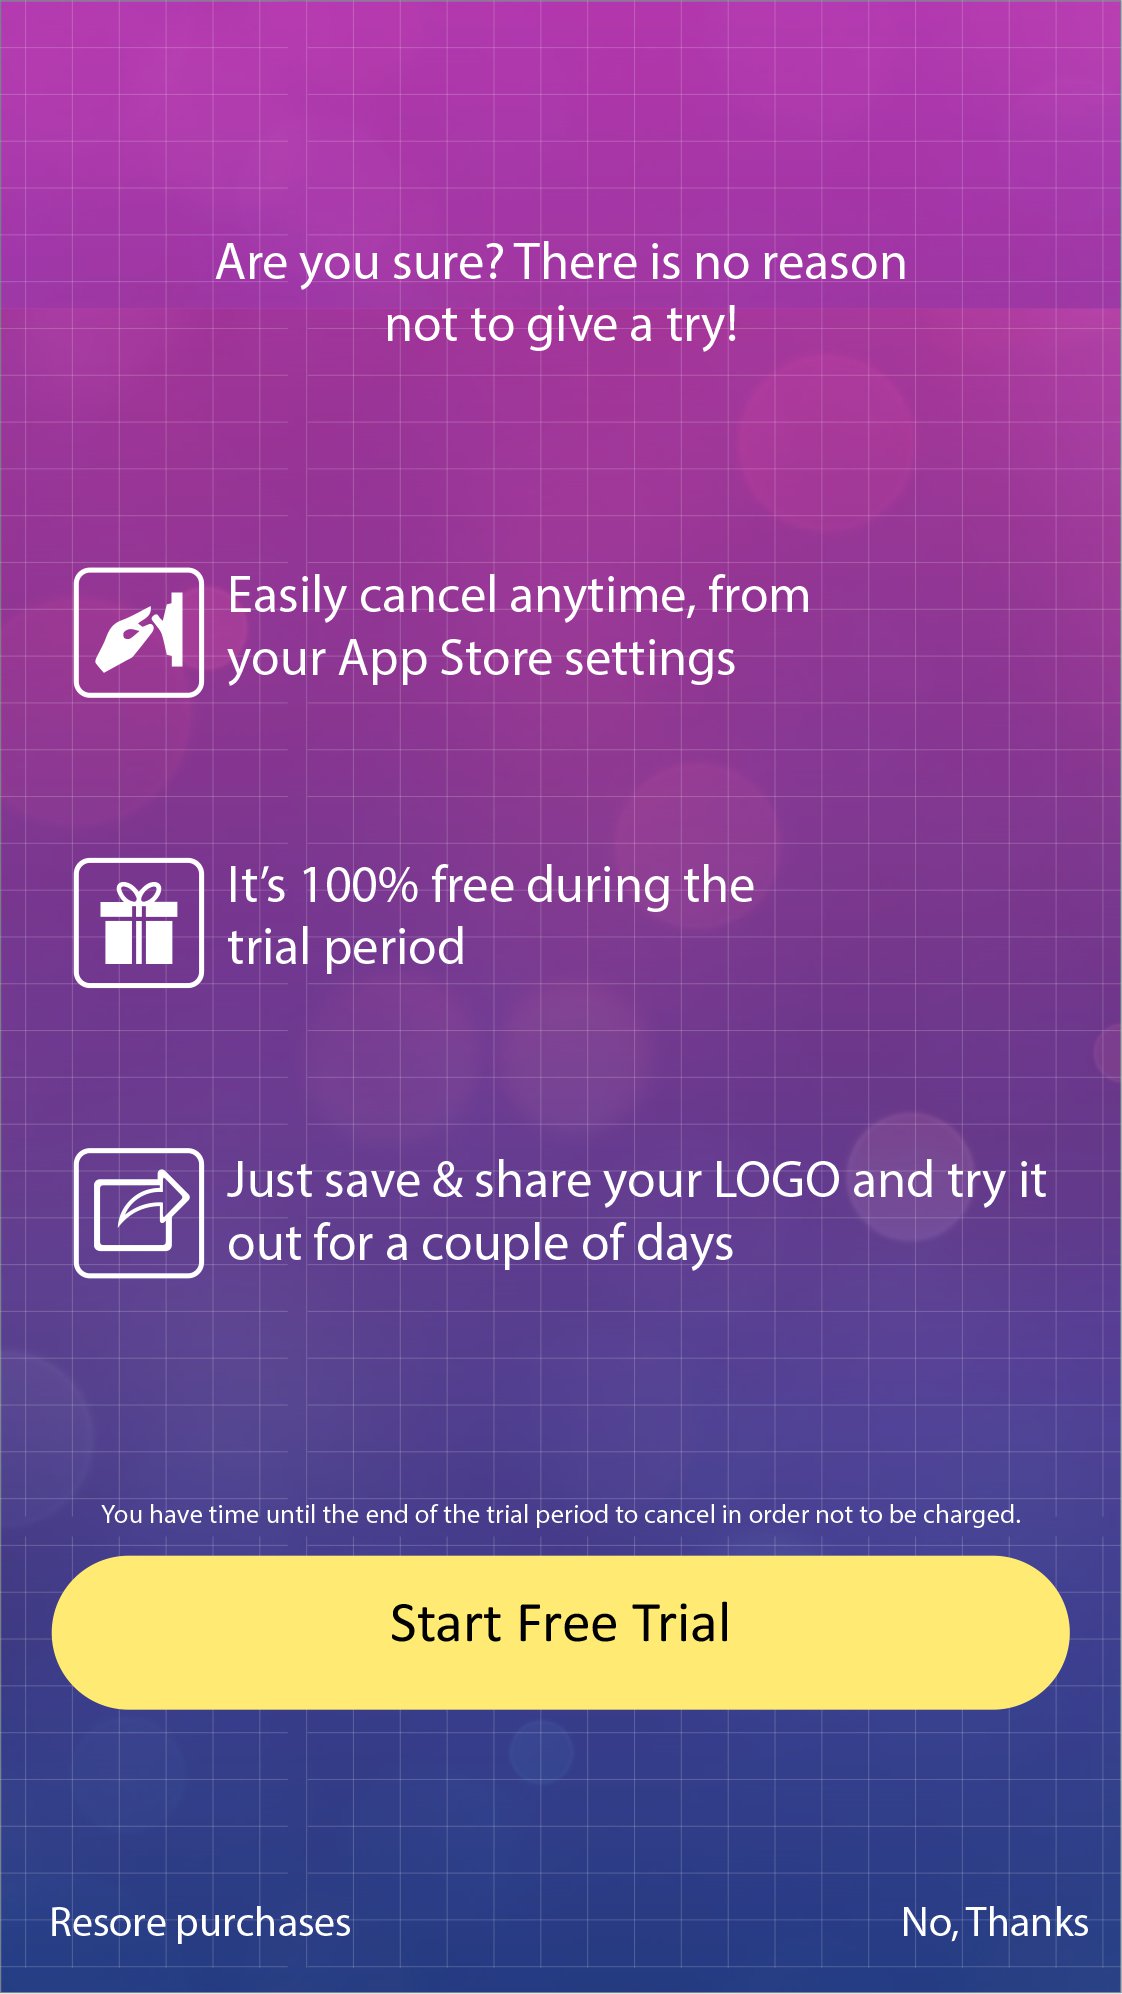 Are you sure? There is no reason
not to give a try!
Easily cancel anytime, from
your App Store settings
It’s 100% free during the
trial period
Just save & share your LOGO and try it
out for a couple of days
You have time until the end of the trial period to cancel in order not to be charged.
Start Free Trial
Resore purchases
No, Thanks